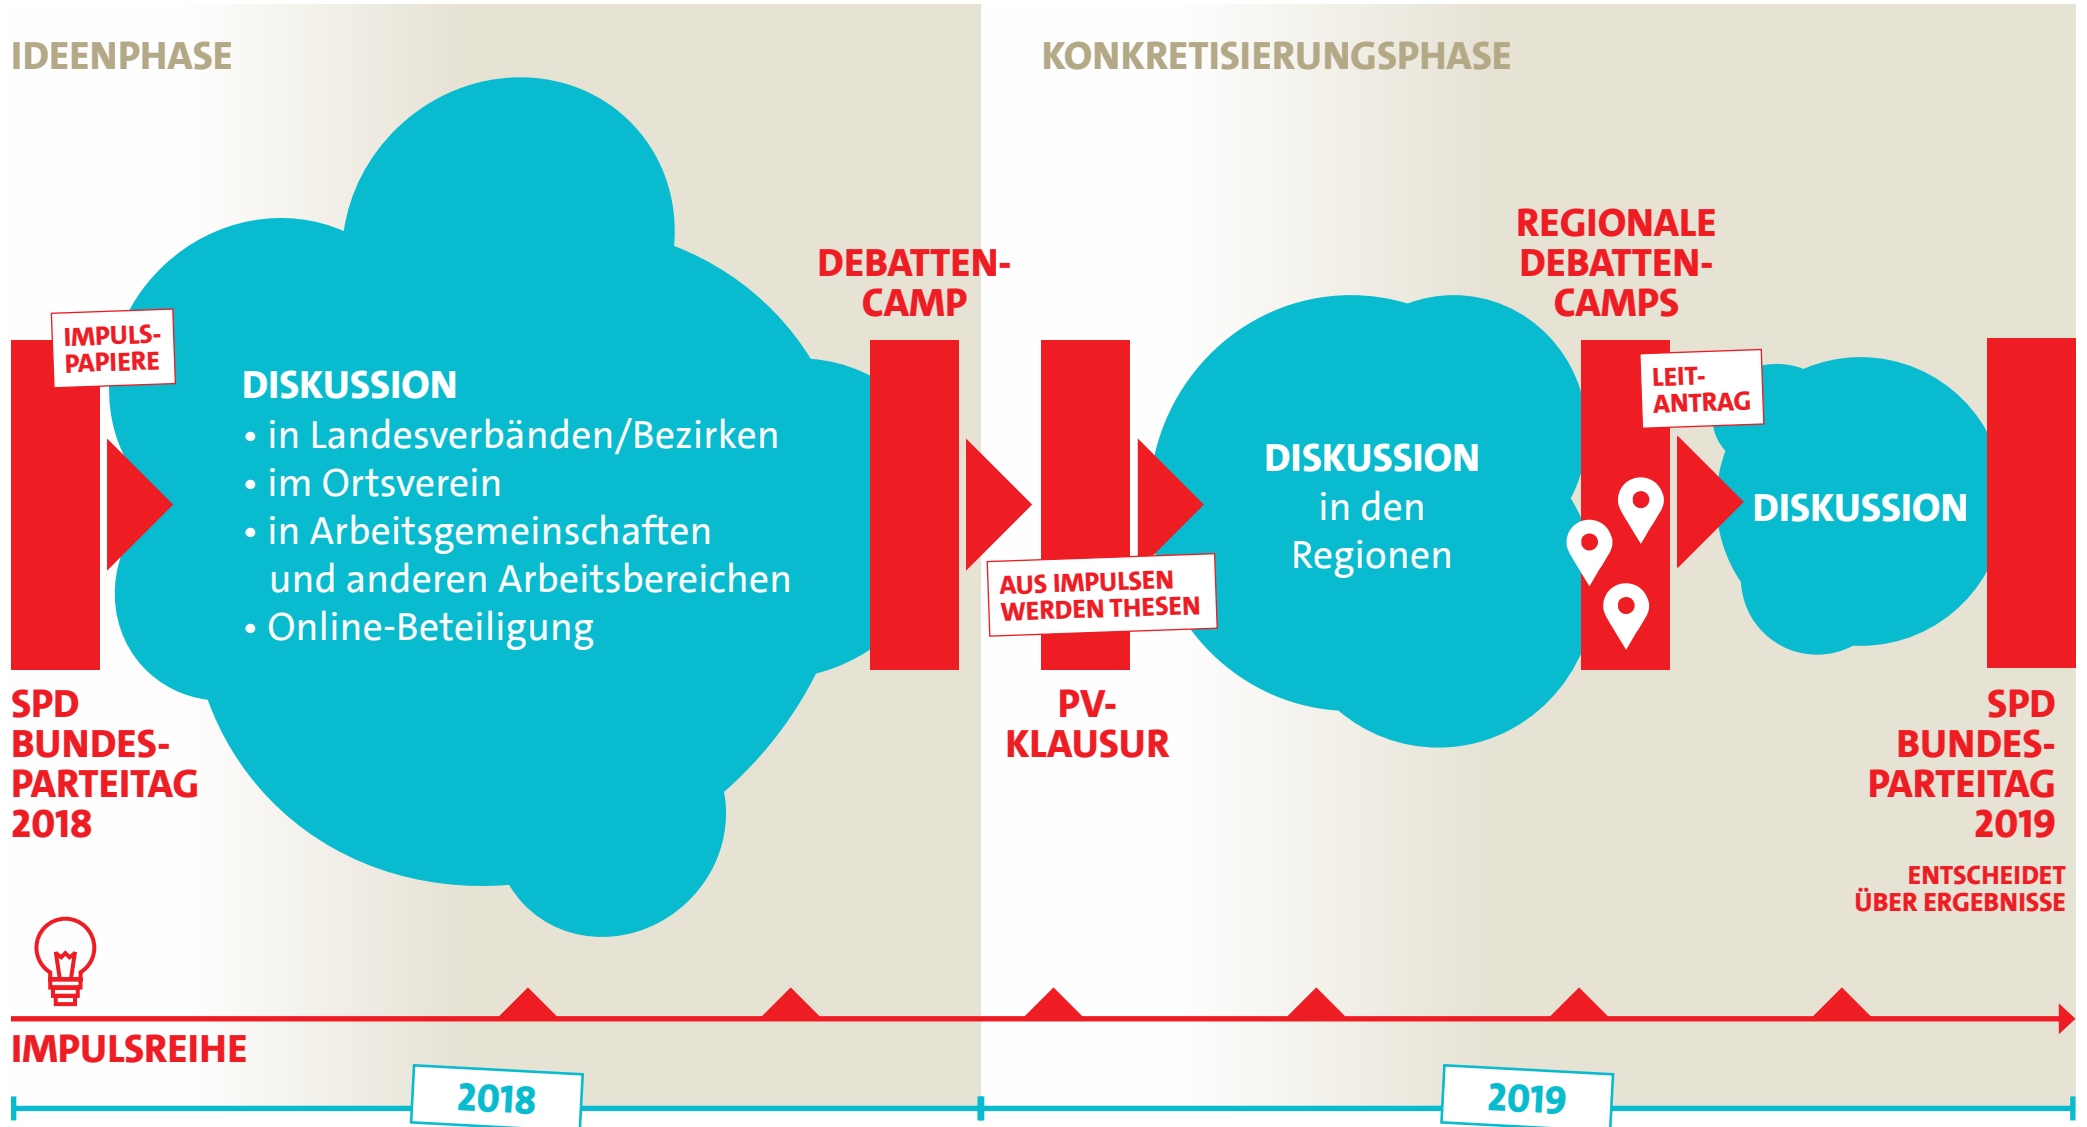 IDEENPHASE
KONKRETISIERUNGSPHASE
IMPULS-
PAPIERE
SPD
BUNDES-
PARTEITAG
2018
DISKUSSION
• in Landesverbänden/Bezirken
• im Ortsverein
• in Arbeitsgemeinschaften
und anderen Arbeitsbereichen
• Online-Beteiligung
DEBATTEN-
CAMP
AUS IMPULSEN
WERDEN THESEN
PV-
KLAUSUR
DISKUSSION
in den
Regionen
REGIONALE
DEBATTEN-
CAMPS
LEIT-
ANTRAG
DISKUSSION
SPD
BUNDES-
PARTEITAG
2019
ENTSCHEIDET
ÜBER ERGEBNISSE
IMPULSREIHE
2018
2019